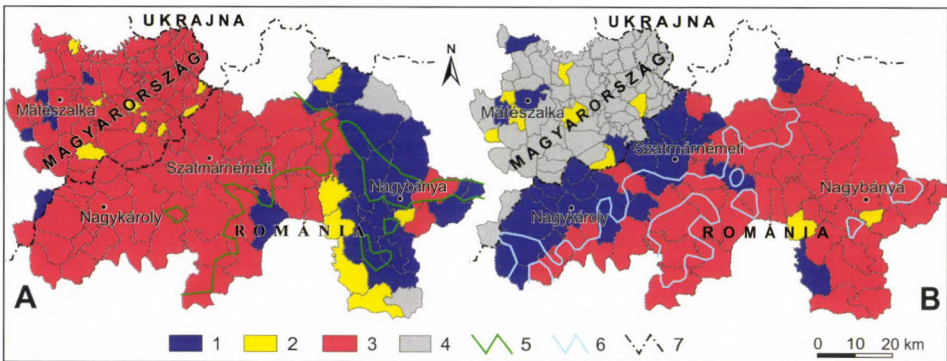 UKRAJNA
N
MAGYARORSZÁG
Mátészalka
Szatmárnémeti
Nagybánya
Nagykároly
ROMÁNIA
A
UKRAJNA
MAGYARORSZÁG
Mátészalka
Szatmárnémeti
Nagybánya
Nagykároly
ROMÁNIA
B
1 2 3 4 5 6 7
0 10 20 km